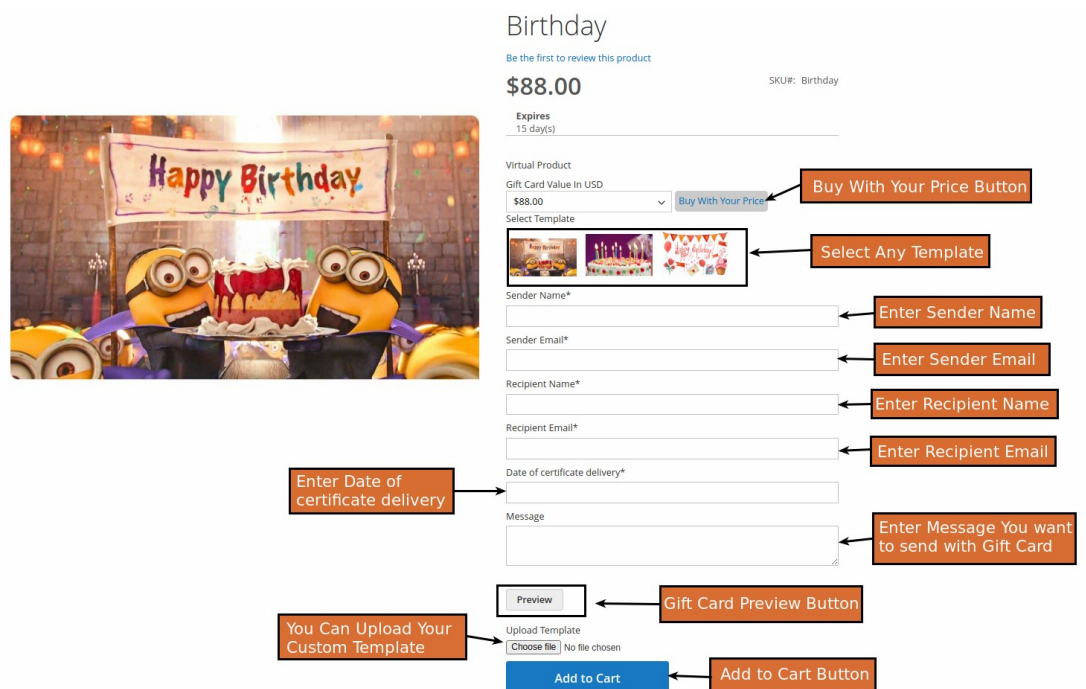 Birthday
Be the first to review this product
$88.00
SKU#: Birthday
Expires
15 day(s)
Happy Birthday
Virtual Product
Gift Card Value In USD
$88.00
Buy With Your Price
Buy With Your Price Button
Select Template
Happy Birthday
Happy Birthday
Select Any Template
Sender Name*
Enter Sender Name
Sender Email*
Enter Sender Email
Recipient Name*
Enter Recipient Name
Recipient Email*
Enter Recipient Email
Date of certificate delivery*
Enter Date of
certificate delivery
Message
Enter Message You want
to send with Gift Card
Preview
Gift Card Preview Button
Upload Template
You Can Upload Your
Custom Template
Choose file No file chosen
Add to Cart
Add to Cart Button